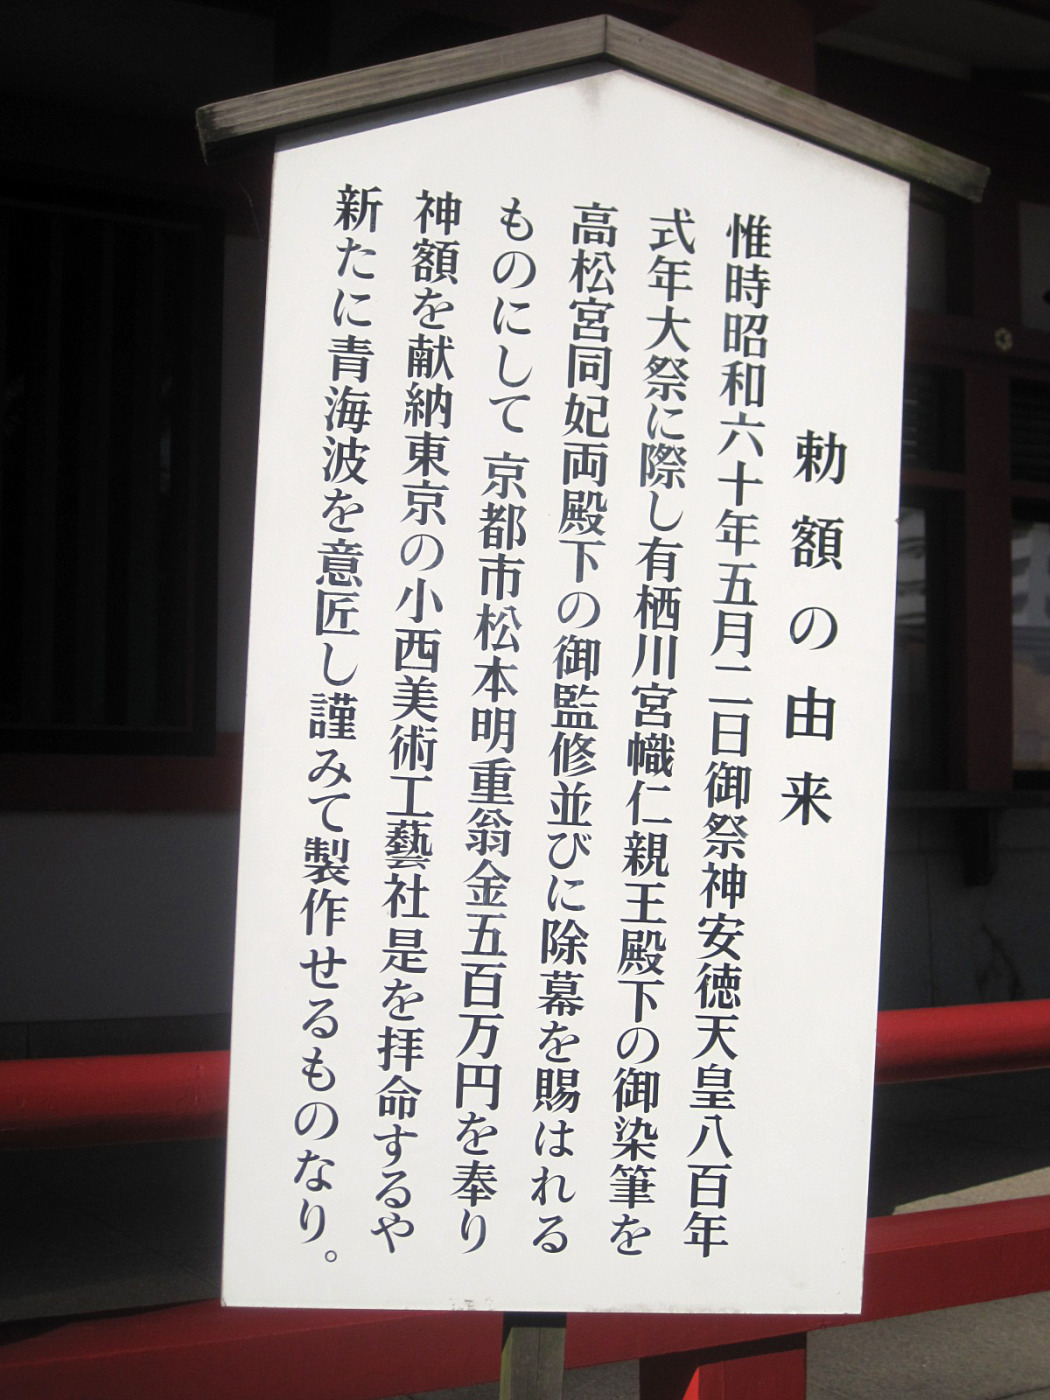 勅額の由来
惟時昭和六十年五月二日御祭神安徳天皇八百年
式年大祭に際し有栖川宮幟仁親王殿下の御染筆を
高松宮同妃両殿下の御監修並びに除幕を賜はれる
ものにして 京都市松本明重翁金五百万円を奉り
神額を献納東京の小西美術工藝社是を拝命するや
新たに青海波を意匠し謹みて製作せるものなり。